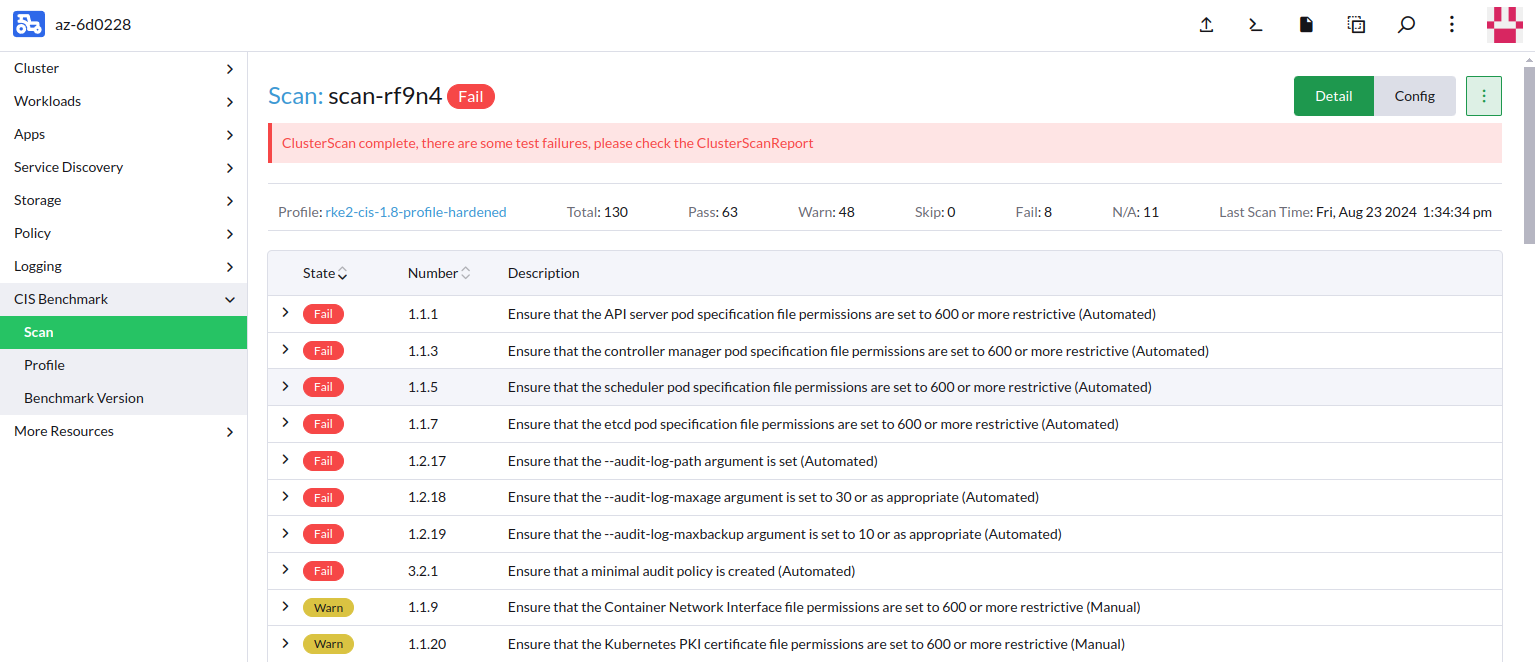 az-6d0228
Cluster
Workloads
Apps
Service Discovery
Storage
Policy
Logging
CIS Benchmark
Scan
Profile
Benchmark Version
More Resources
Scan: scan-rf9n4 Fail
Detail Config
ClusterScan complete, there are some test failures, please check the ClusterScanReport
Profile: rke2-cis-1.8-profile-hardened Total: 130 Pass: 63 Warn: 48 Skip: 0 Fail: 8 N/A: 11 Last Scan Time: Fri, Aug 23 2024 1:34:34 pm
State Number Description
Fail 1.1.1 Ensure that the API server pod specification file permissions are set to 600 or more restrictive (Automated)
Fail 1.1.3 Ensure that the controller manager pod specification file permissions are set to 600 or more restrictive (Automated)
Fail 1.1.5 Ensure that the scheduler pod specification file permissions are set to 600 or more restrictive (Automated)
Fail 1.1.7 Ensure that the etcd pod specification file permissions are set to 600 or more restrictive (Automated)
Fail 1.2.17 Ensure that the --audit-log-path argument is set (Automated)
Fail 1.2.18 Ensure that the --audit-log-maxage argument is set to 30 or as appropriate (Automated)
Fail 1.2.19 Ensure that the --audit-log-maxbackup argument is set to 10 or as appropriate (Automated)
Fail 3.2.1 Ensure that a minimal audit policy is created (Automated)
Warn 1.1.9 Ensure that the Container Network Interface file permissions are set to 600 or more restrictive (Manual)
Warn 1.1.20 Ensure that the Kubernetes PKI certificate file permissions are set to 600 or more restrictive (Manual)